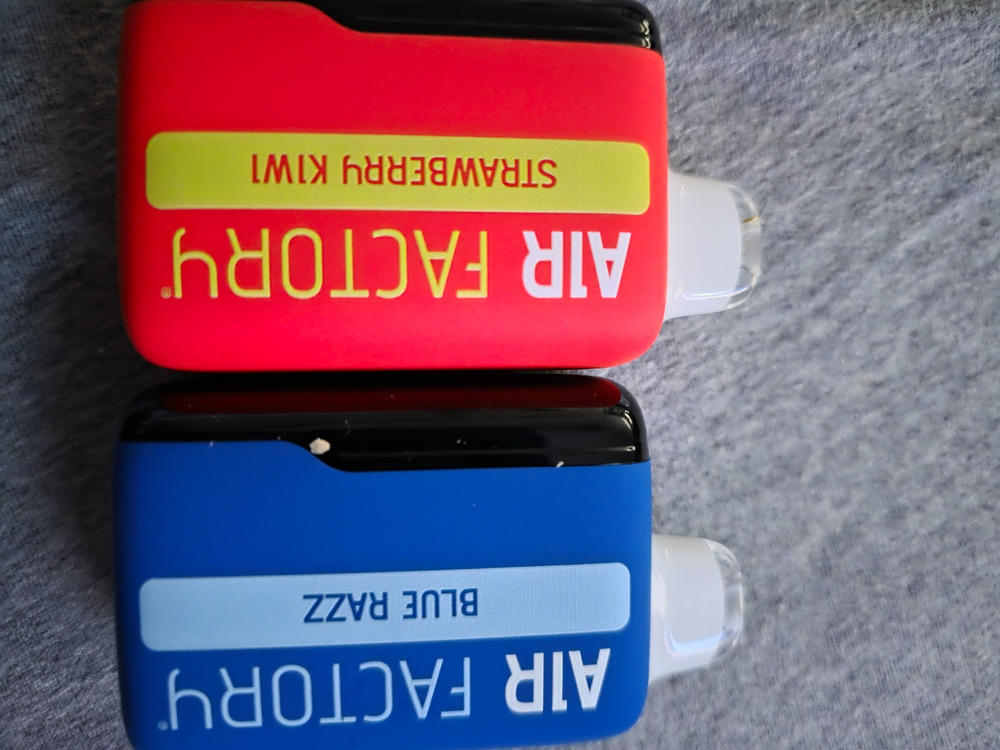 AIR FACTORY®
STRAWBERRY KIWI
AIR FACTORY®
BLUE RAZZ